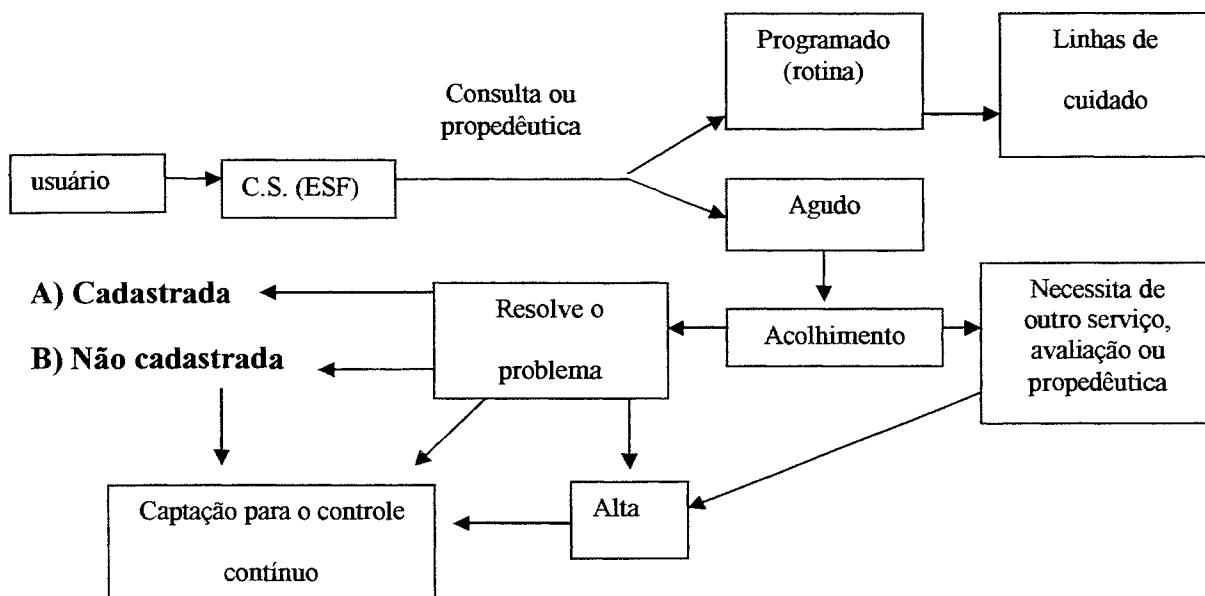 Programado
(rotina)
Linhas de
cuidado
Consulta ou
propedêutica
usuário
C.S. (ESF)
Agudo
A) Cadastrada
B) Não cadastrada
Resolve o
problema
Acolhimento
Necessita de
outro serviço,
avaliação ou
propedêutica
Captação para o controle
contínuo
Alta